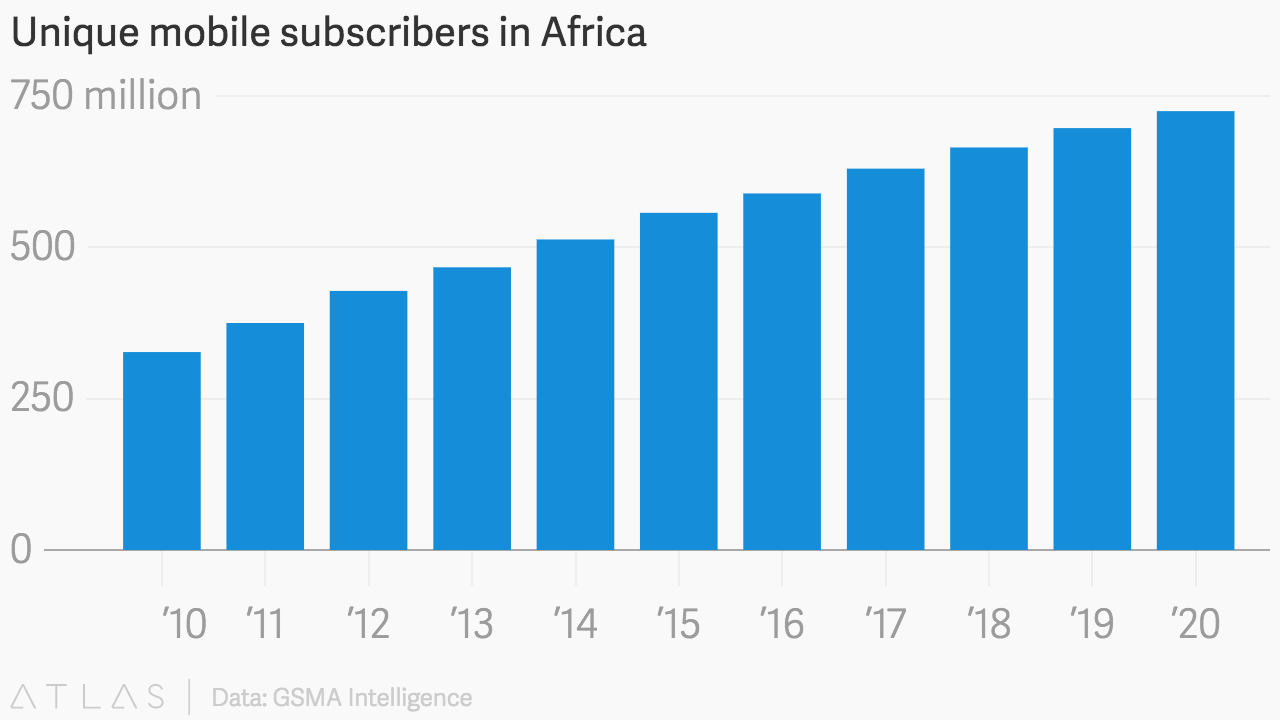 Unique mobile subscribers in Africa
750 million
500
250
0
’10 ’11 ’12 ’13 ’14 ’15 ’16 ’17 ’18 ’19 ’20
ATLAS | Data: GSMA Intelligence